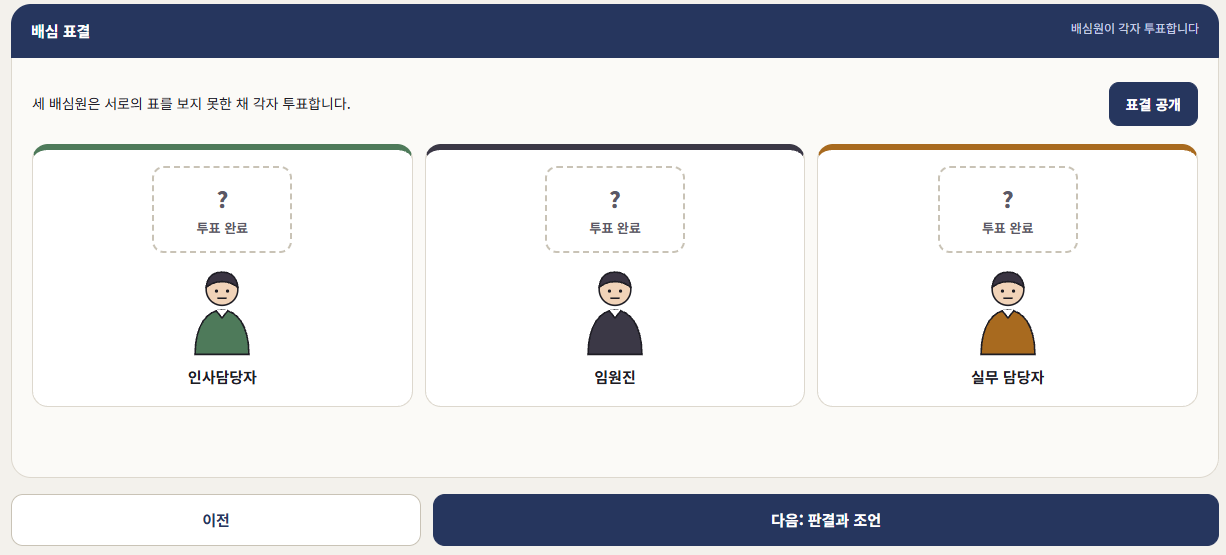 배심 표결
배심원이 각자 투표합니다
세 배심원은 서로의 표를 보지 못한 채 각자 투표합니다.
표결 공개
?
투표 완료
인사담당자
?
투표 완료
임원진
?
투표 완료
실무 담당자
이전
다음: 판결과 조언